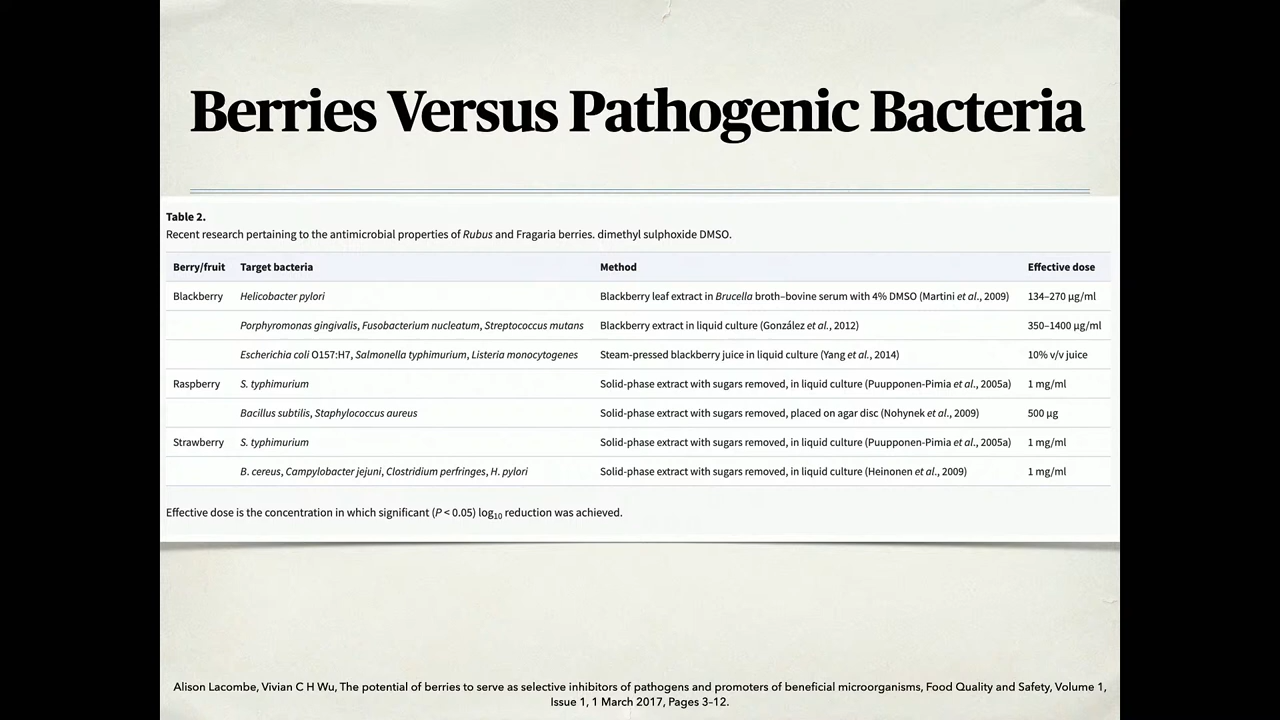 Berries Versus Pathogenic Bacteria
Table 2.
Recent research pertaining to the antimicrobial properties of Rubus and Fragaria berries. dimethyl sulphoxide DMSO.
Berry/fruit Target bacteria Method Effective dose
Blackberry Helicobacter pylori Blackberry leaf extract in Brucella broth–bovine serum with 4% DMSO (Martini et al., 2009) 134–270 μg/ml
Porphyromonas gingivalis, Fusobacterium nucleatum, Streptococcus mutans Blackberry extract in liquid culture (González et al., 2012) 350–1400 μg/ml
Escherichia coli O157:H7, Salmonella typhimurium, Listeria monocytogenes Steam-pressed blackberry juice in liquid culture (Yang et al., 2014) 10% v/v juice
Raspberry S. typhimurium Solid-phase extract with sugars removed, in liquid culture (Puupponen-Pimia et al., 2005a) 1 mg/ml
Bacillus subtilis, Staphylococcus aureus Solid-phase extract with sugars removed, placed on agar disc (Nohynek et al., 2009) 500 μg
Strawberry S. typhimurium Solid-phase extract with sugars removed, in liquid culture (Puupponen-Pimia et al., 2005a) 1 mg/ml
B. cereus, Campylobacter jejuni, Clostridium perfringes, H. pylori Solid-phase extract with sugars removed, in liquid culture (Heinonen et al., 2009) 1 mg/ml
Effective dose is the concentration in which significant (P < 0.05) log10 reduction was achieved.
Alison Lacombe, Vivian C H Wu, The potential of berries to serve as selective inhibitors of pathogens and promoters of beneficial microorganisms, Food Quality and Safety, Volume 1,
Issue 1, 1 March 2017, Pages 3–12.